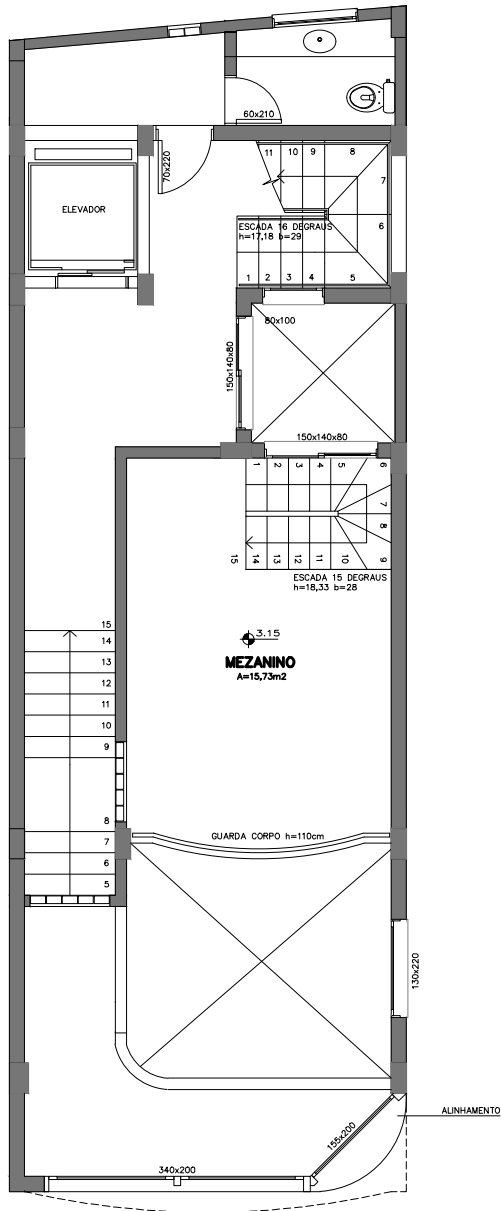 60x210
70x220
ELEVADOR
11 10 9 8
7
6
ESCADA 16 DEGRAUS
h=17,18 b=29
1 2 3 4 5
80x100
150x140x80
150x140x80
1 2 3 4 5 6
7
8
15 14 13 12 11 10 9
ESCADA 15 DEGRAUS
h=18,33 b=28
3.15
MEZANINO
A=15,73m2
15
14
13
12
11
10
9
8
7
6
5
GUARDA CORPO h=110cm
130x220
ALINHAMENTO
155x200
340x200